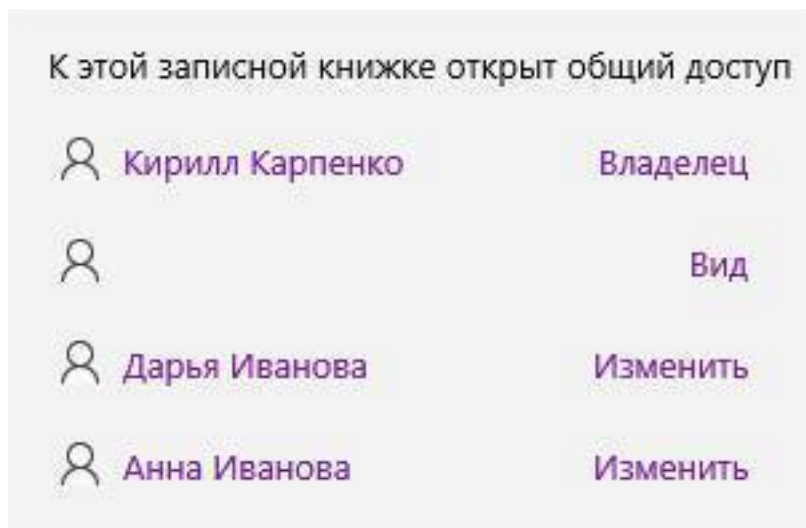 К этой записной книжке открыт общий доступ
Кирилл Карпенко Владелец
Вид
Дарья Иванова Изменить
Анна Иванова Изменить